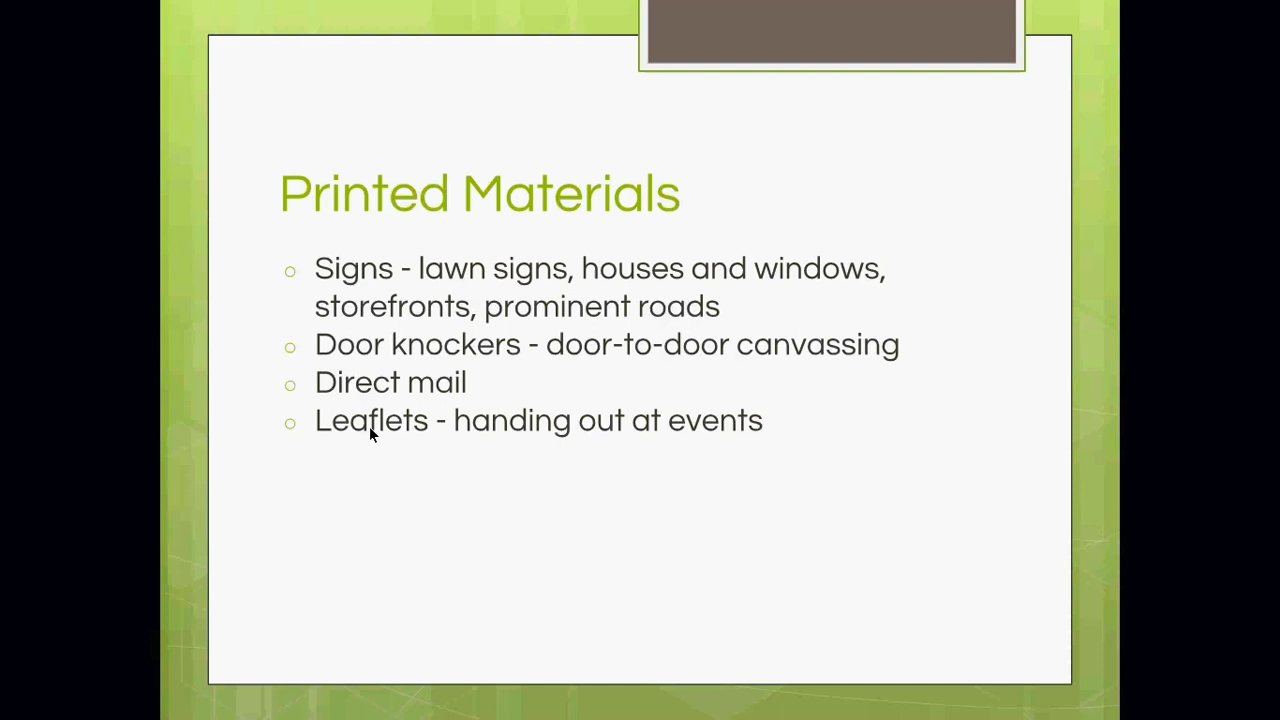 Printed Materials
Signs - lawn signs, houses and windows,
storefronts, prominent roads
Door knockers - door-to-door canvassing
Direct mail
Leaflets - handing out at events